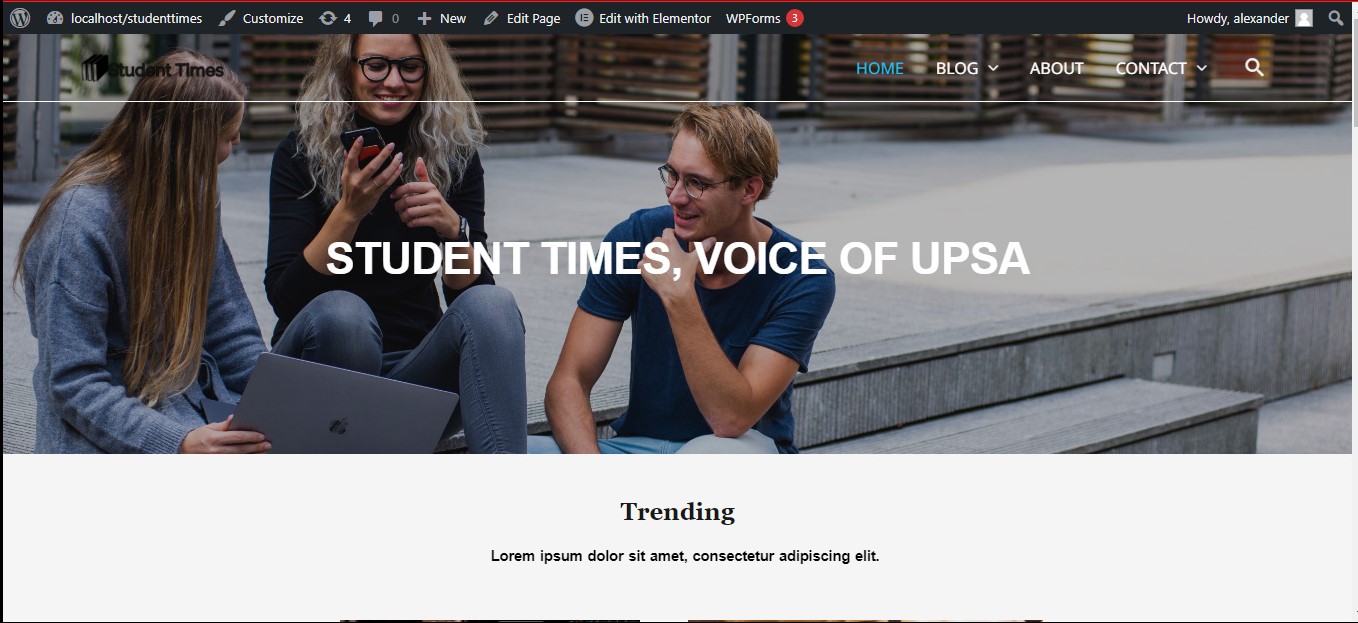 localhost/studenttimes Customize 4 0 New Edit Page Edit with Elementor WPForms 3 Howdy, alexander
Student Times HOME BLOG ABOUT CONTACT
STUDENT TIMES, VOICE OF UPSA
Trending
Lorem ipsum dolor sit amet, consectetur adipiscing elit.